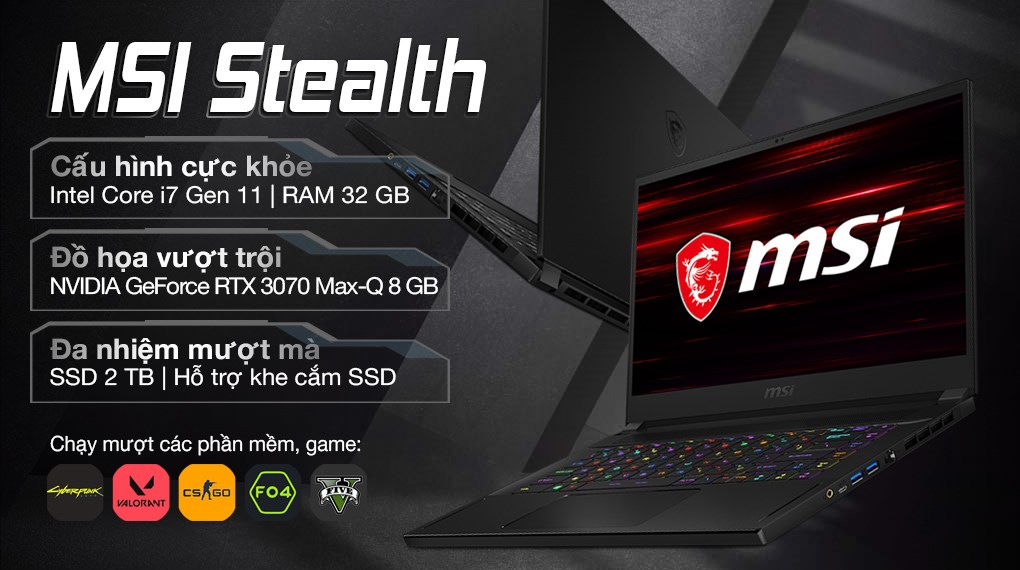 MSI Stealth
Cấu hình cực khỏe
Intel Core i7 Gen 11 | RAM 32 GB
Đồ họa vượt trội
NVIDIA GeForce RTX 3070 Max-Q 8 GB
Đa nhiệm mượt mà
SSD 2 TB | Hỗ trợ khe cắm SSD
Chạy mượt các phần mềm, game:
Cyberpunk
VALORANT
CS GO
FO4
V
FIVE
msi
msi